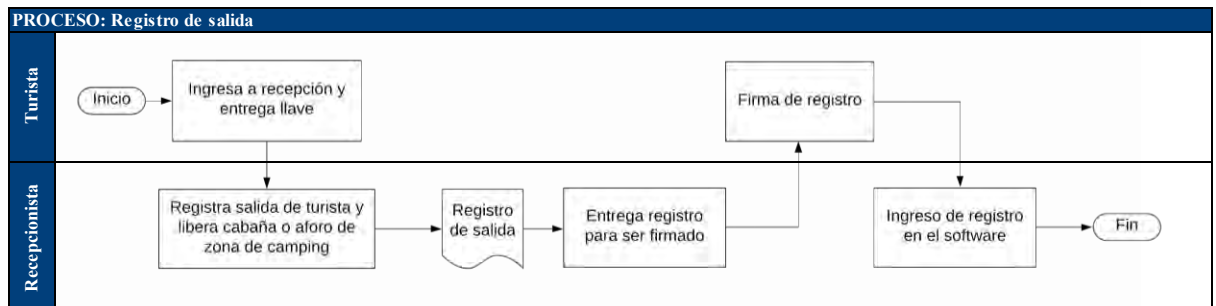 PROCESO: Registro de salida
Turista
Inicio
Ingresa a recepción y
entrega llave
Firma de registro
Recepcionista
Registra salida de turista y
libera cabaña o aforo de
zona de camping
Registro
de salida
Entrega registro
para ser firmado
Ingreso de registro
en el software
Fin